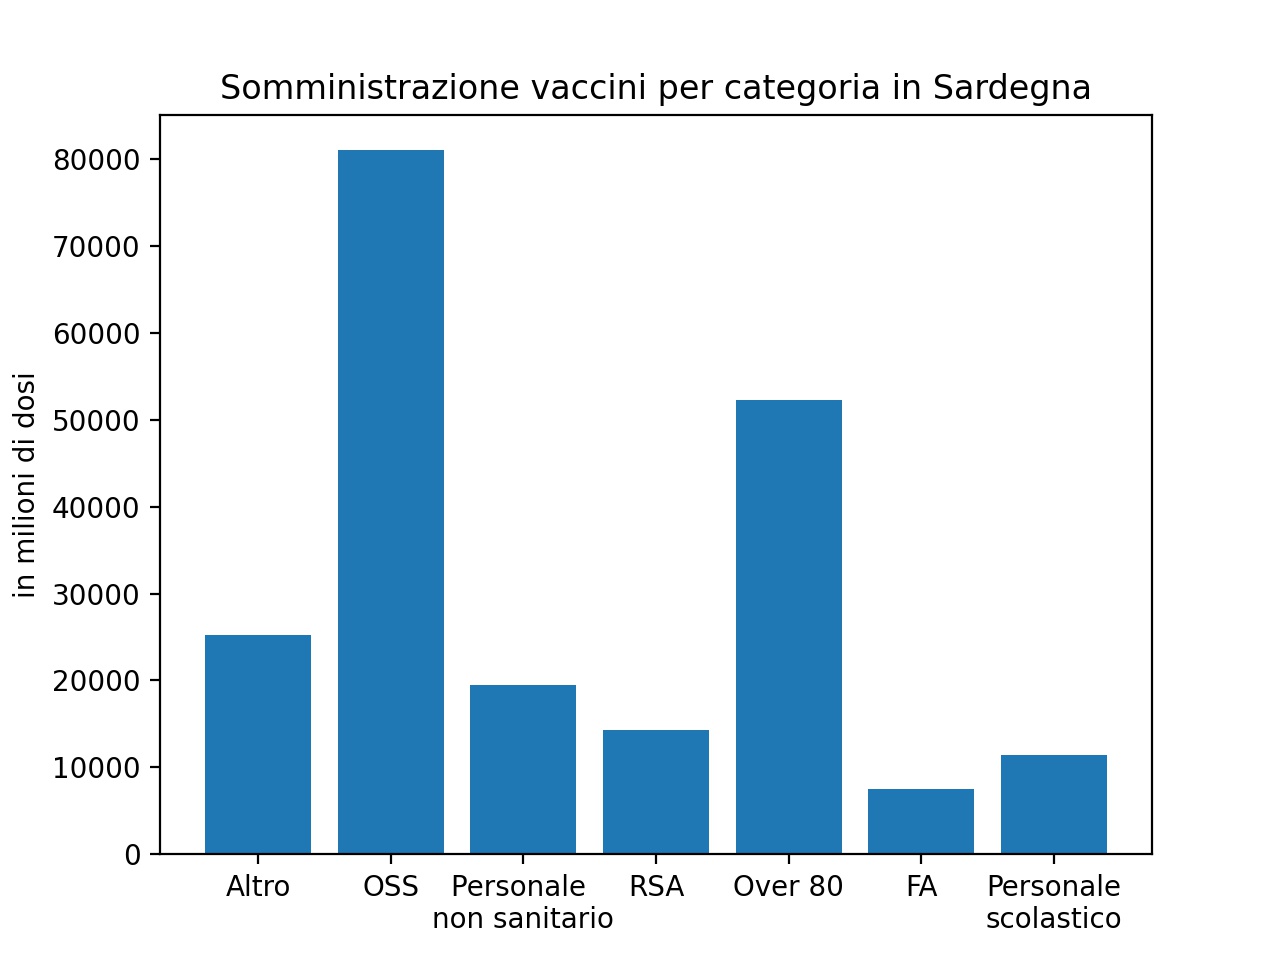 Somministrazione vaccini per categoria in Sardegna
in milioni di dosi
80000
70000
60000
50000
40000
30000
20000
10000
0
Altro
OSS
Personale
non sanitario
RSA
Over 80
FA
Personale
scolastico